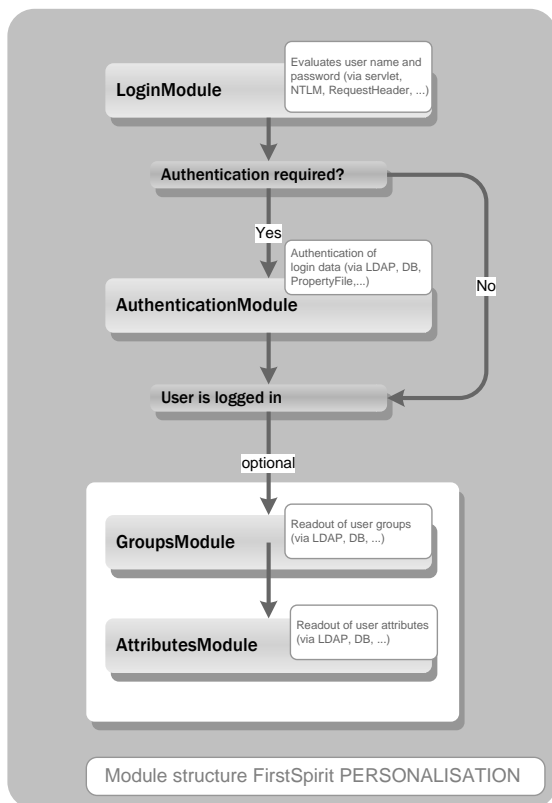 Evaluates user name and
password (via servlet,
NTLM, RequestHeader, ...)
LoginModule
Authentication required?
Yes
No
Authentication of
login data (via LDAP, DB,
PropertyFile,...)
AuthenticationModule
User is logged in
optional
Readout of user groups
(via LDAP, DB, ...)
GroupsModule
Readout of user attributes
(via LDAP, DB, ...)
AttributesModule
Module structure FirstSpirit PERSONALISATION